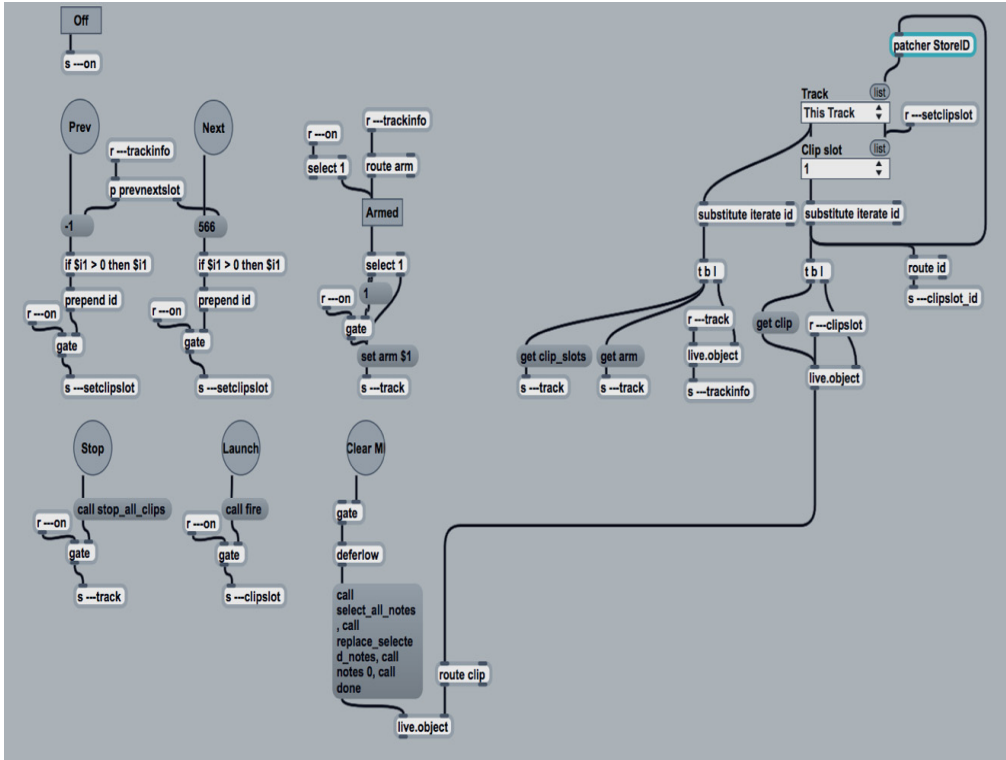 Off
s ---on
Prev
Next
r ---trackinfo
p prevnextslot
-1
566
if $i1 > 0 then $i1
if $i1 > 0 then $i1
prepend id
prepend id
r ---on
r ---on
gate
gate
s ---setclipslot
s ---setclipslot
r ---trackinfo
r ---on
select 1
route arm
Armed
select 1
1
r ---on
gate
set arm $1
s ---track
patcher StoreID
Track
list
This Track
r ---setclipslot
Clip slot
list
1
substitute iterate id
substitute iterate id
t b l
t b l
route id
s ---clipslot_id
r ---track
get clip
r ---clipslot
get clip_slots
get arm
live.object
live.object
s ---track
s ---track
s ---trackinfo
Stop
Launch
Clear M
call stop_all_clips
call fire
r ---on
r ---on
gate
gate
s ---track
s ---clipslot
gate
deferlow
call
select_all_notes
, call
replace_selecte
d_notes, call
notes 0, call
done
route clip
live.object